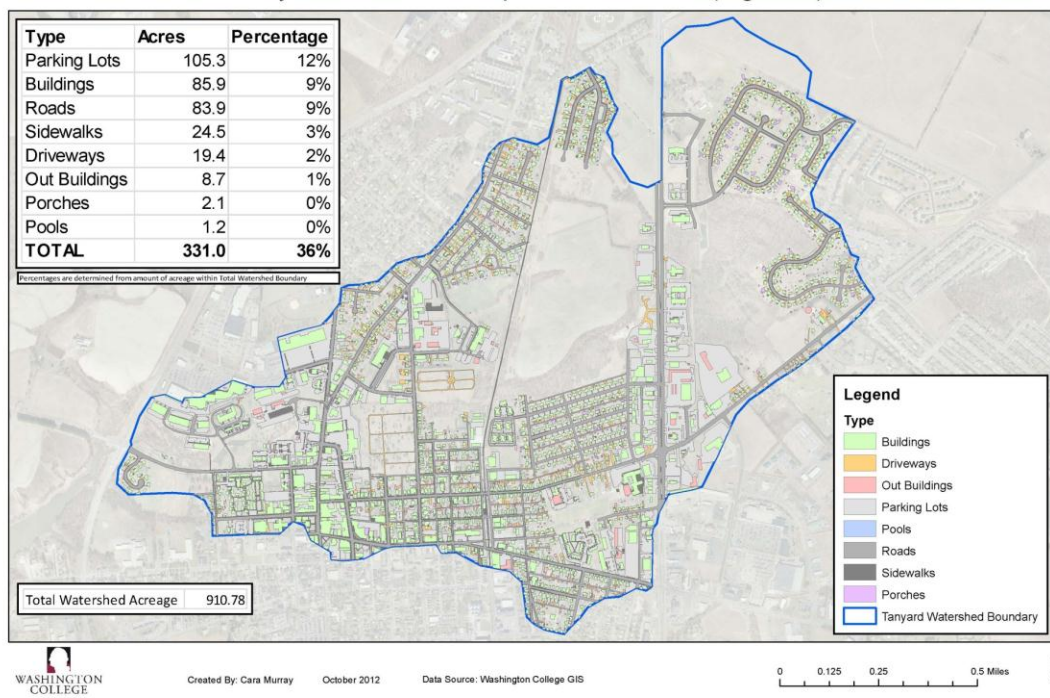 Type Acres Percentage
Parking Lots 105.3 12%
Buildings 85.9 9%
Roads 83.9 9%
Sidewalks 24.5 3%
Driveways 19.4 2%
Out Buildings 8.7 1%
Porches 2.1 0%
Pools 1.2 0%
TOTAL 331.0 36%
Percentages are determined from amount of acreage within Total Watershed Boundary
Legend
Type
Buildings
Driveways
Out Buildings
Parking Lots
Pools
Roads
Sidewalks
Porches
Tanyard Watershed Boundary
Total Watershed Acreage 910.78
WASHINGTON
COLLEGE
Created By: Cara Murray October 2012 Data Source: Washington College GIS
0 0.125 0.25 0.5 Miles